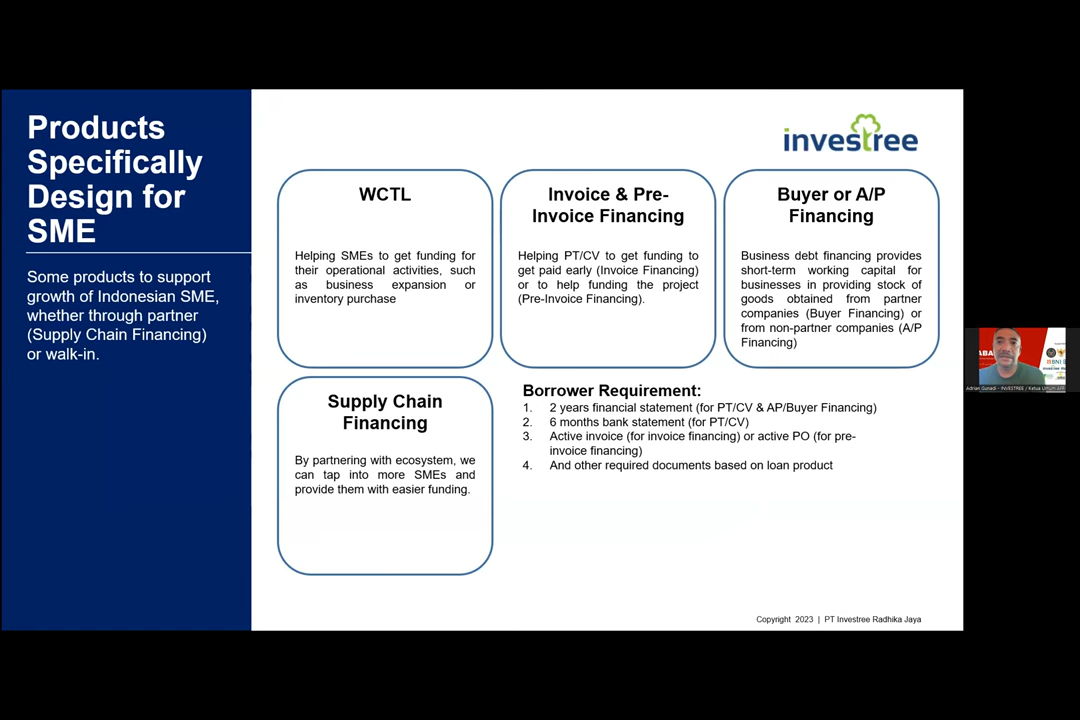 Products
Specifically
Design for
SME
Some products to support
growth of Indonesian SME,
whether through partner
(Supply Chain Financing)
or walk-in.
investree
WCTL
Helping SMEs to get funding for
their operational activities, such
as business expansion or
inventory purchase
Invoice & Pre-
Invoice Financing
Helping PT/CV to get funding to
get paid early (Invoice Financing)
or to help funding the project
(Pre-Invoice Financing).
Buyer or A/P
Financing
Business debt financing provides
short-term working capital for
businesses in providing stock of
goods obtained from partner
companies (Buyer Financing) or
from non-partner companies (A/P
Financing)
Supply Chain
Financing
By partnering with ecosystem, we
can tap into more SMEs and
provide them with easier funding.
Borrower Requirement:
1. 2 years financial statement (for PT/CV & AP/Buyer Financing)
2. 6 months bank statement (for PT/CV)
3. Active invoice (for invoice financing) or active PO (for pre-
invoice financing)
4. And other required documents based on loan product
Copyright 2023 | PT Investree Radhika Jaya
BNI
Adrian Gunadi - INVESTREE / Ketua Umum AFP